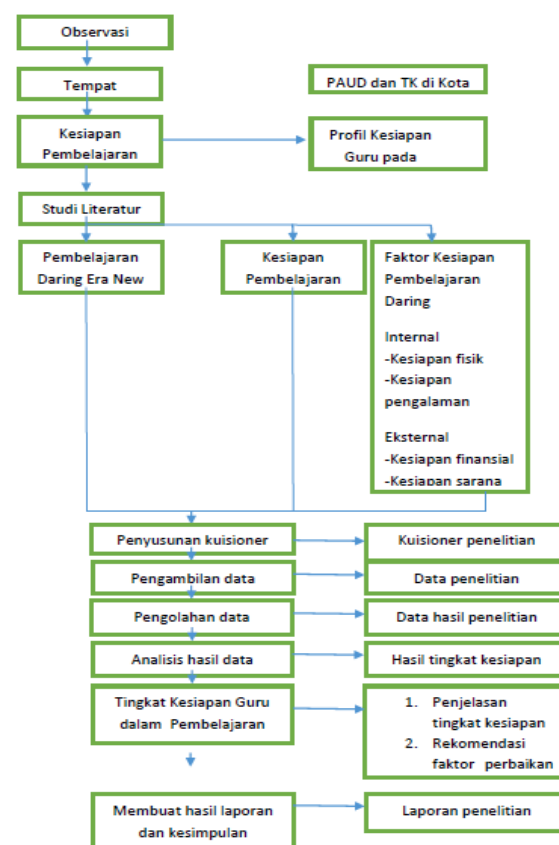 Observasi
Tempat
PAUD dan TK di Kota
Kesiapan
Pembelajaran
Profil Kesiapan
Guru pada
Studi Literatur
Pembelajaran
Daring Era New
Kesiapan
Pembelajaran
Faktor Kesiapan
Pembelajaran
Daring
Internal
-Kesiapan fisik
-Kesiapan
pengalaman
Eksternal
-Kesiapan finansial
-Kesiapan sarana
Penyusunan kuisioner
Kuisioner penelitian
Pengambilan data
Data penelitian
Pengolahan data
Data hasil penelitian
Analisis hasil data
Hasil tingkat kesiapan
Tingkat Kesiapan Guru
dalam Pembelajaran
1. Penjelasan
tingkat kesiapan
2. Rekomendasi
faktor perbaikan
Membuat hasil laporan
dan kesimpulan
Laporan penelitian